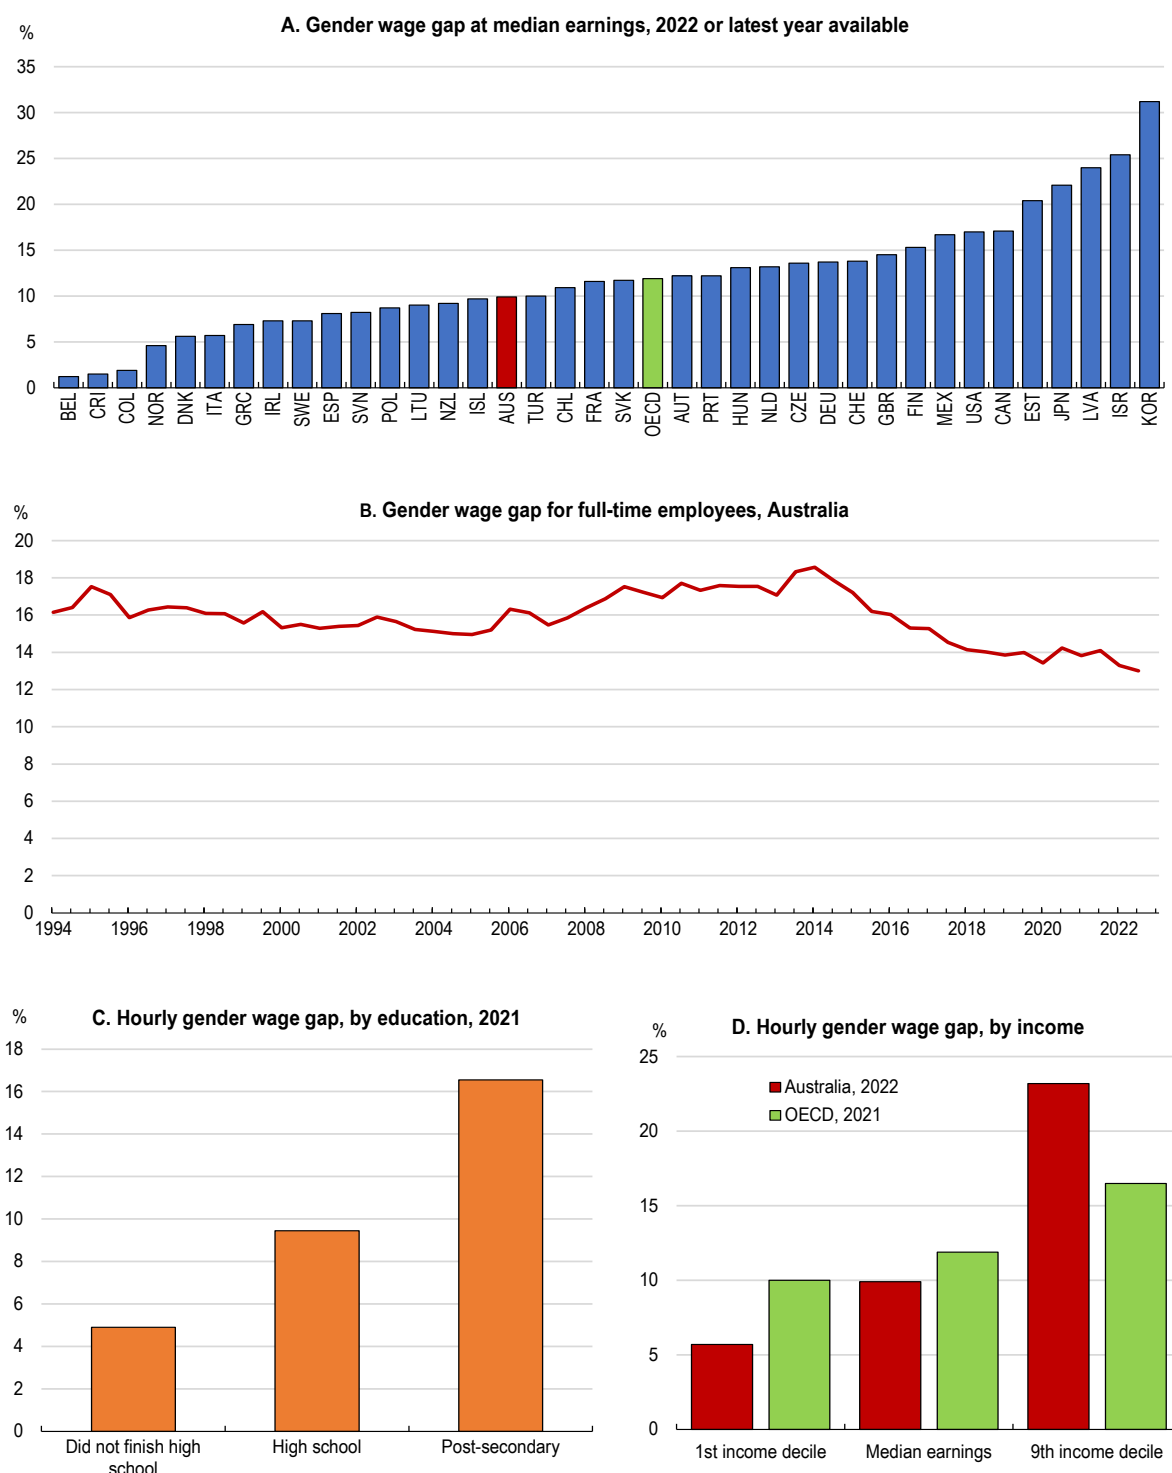 A. Gender wage gap at median earnings, 2022 or latest year available
%
35
30
25
20
15
10
5
0
BEL CRI COL NOR DNK ITA GRC IRL SWE ESP SVN POL LTU NZL ISL AUS TUR CHL FRA SVK OECD AUT PRT HUN NLD CZE DEU CHE GBR FIN MEX USA CAN EST JPN LVA ISR KOR
B. Gender wage gap for full-time employees, Australia
%
20
18
16
14
12
10
8
6
4
2
0
1994 1996 1998 2000 2002 2004 2006 2008 2010 2012 2014 2016 2018 2020 2022
C. Hourly gender wage gap, by education, 2021
%
18
16
14
12
10
8
6
4
2
0
Did not finish high
school
High school
Post-secondary
D. Hourly gender wage gap, by income
%
25
20
15
10
5
0
Australia, 2022
OECD, 2021
1st income decile
Median earnings
9th income decile